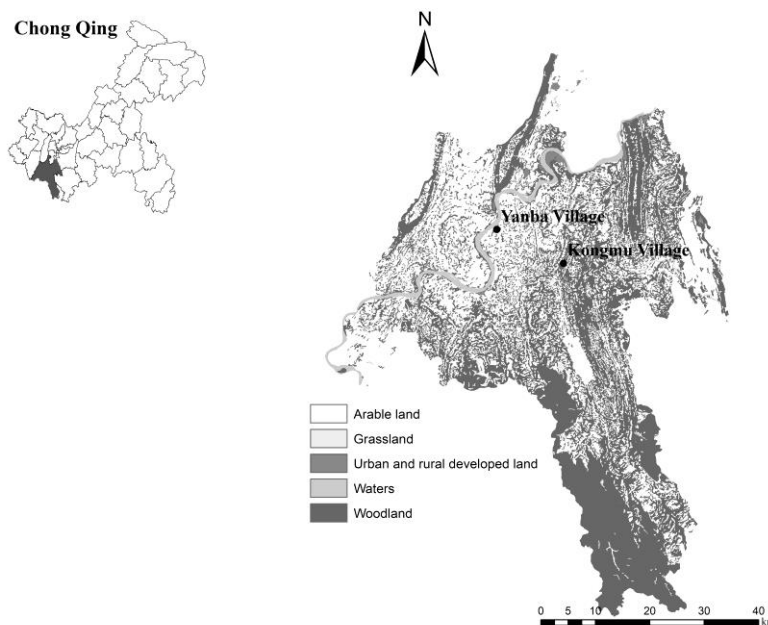 Chong Qing
N
Yanba Village
Kongmu Village
Arable land
Grassland
Urban and rural developed land
Waters
Woodland
0 5 10 20 30 40
km